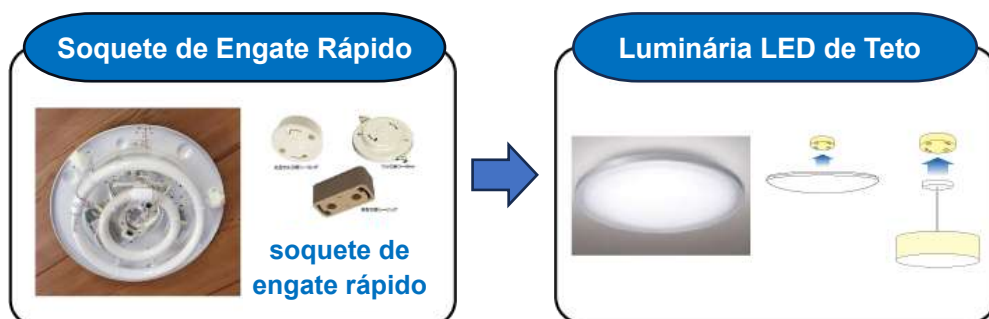 Soquete de Engate Rápido
Luminária LED de Teto
soquete de
engate rápido